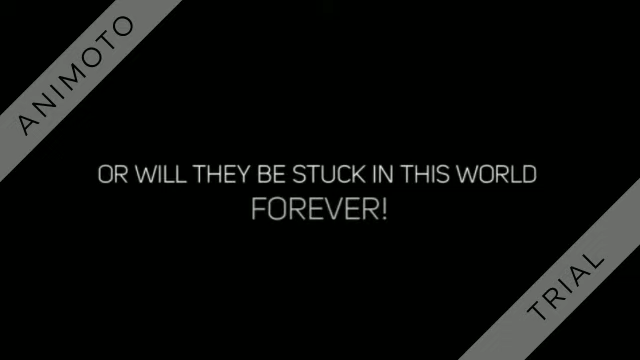 ANIMOTO
OR WILL THEY BE STUCK IN THIS WORLD
FOREVER!
TRIAL